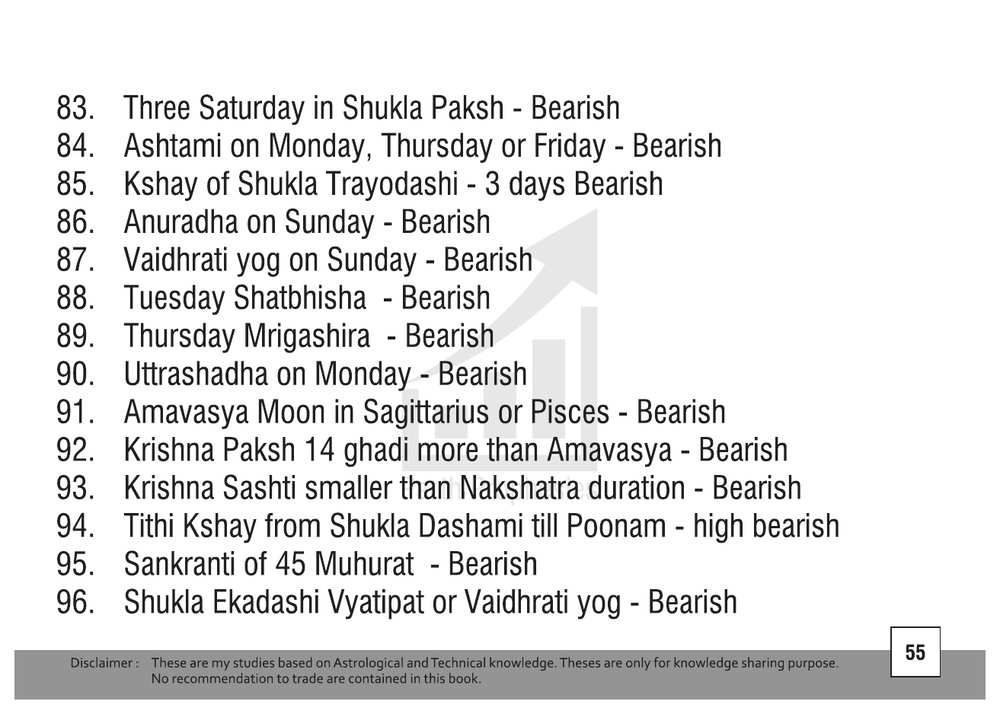 83. Three Saturday in Shukla Paksh - Bearish
84. Ashtami on Monday, Thursday or Friday - Bearish
85. Kshay of Shukla Trayodashi - 3 days Bearish
86. Anuradha on Sunday - Bearish
87. Vaidhrati yog on Sunday - Bearish
88. Tuesday Shatbhisha - Bearish
89. Thursday Mrigashira - Bearish
90. Uttrashadha on Monday - Bearish
91. Amavasya Moon in Sagittarius or Pisces - Bearish
92. Krishna Paksh 14 ghadi more than Amavasya - Bearish
93. Krishna Sashti smaller than Nakshatra duration - Bearish
94. Tithi Kshay from Shukla Dashami till Poonam - high bearish
95. Sankranti of 45 Muhurat - Bearish
96. Shukla Ekadashi Vyatipat or Vaidhrati yog - Bearish
Disclaimer : These are my studies based on Astrological and Technical knowledge. Theses are only for knowledge sharing purpose.
No recommendation to trade are contained in this book.
55